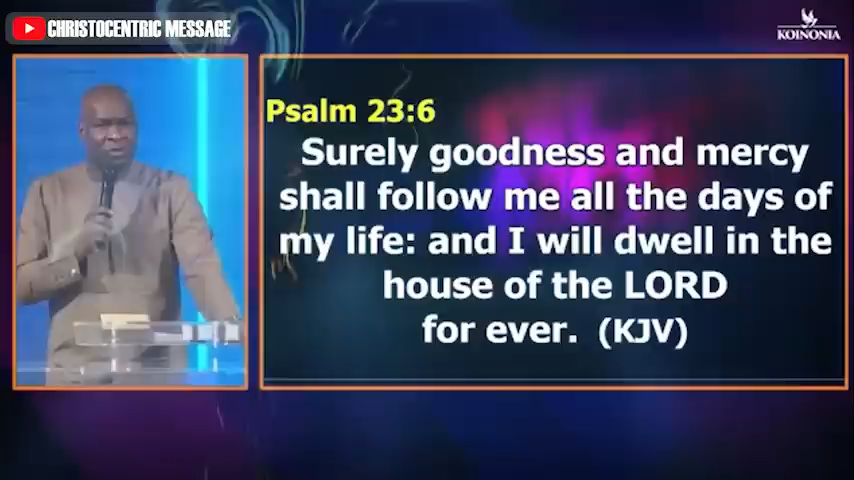 CHRISTOCENTRIC MESSAGE
KOINONIA
Psalm 23:6
Surely goodness and mercy
shall follow me all the days of
my life: and I will dwell in the
house of the LORD
for ever. (KJV)